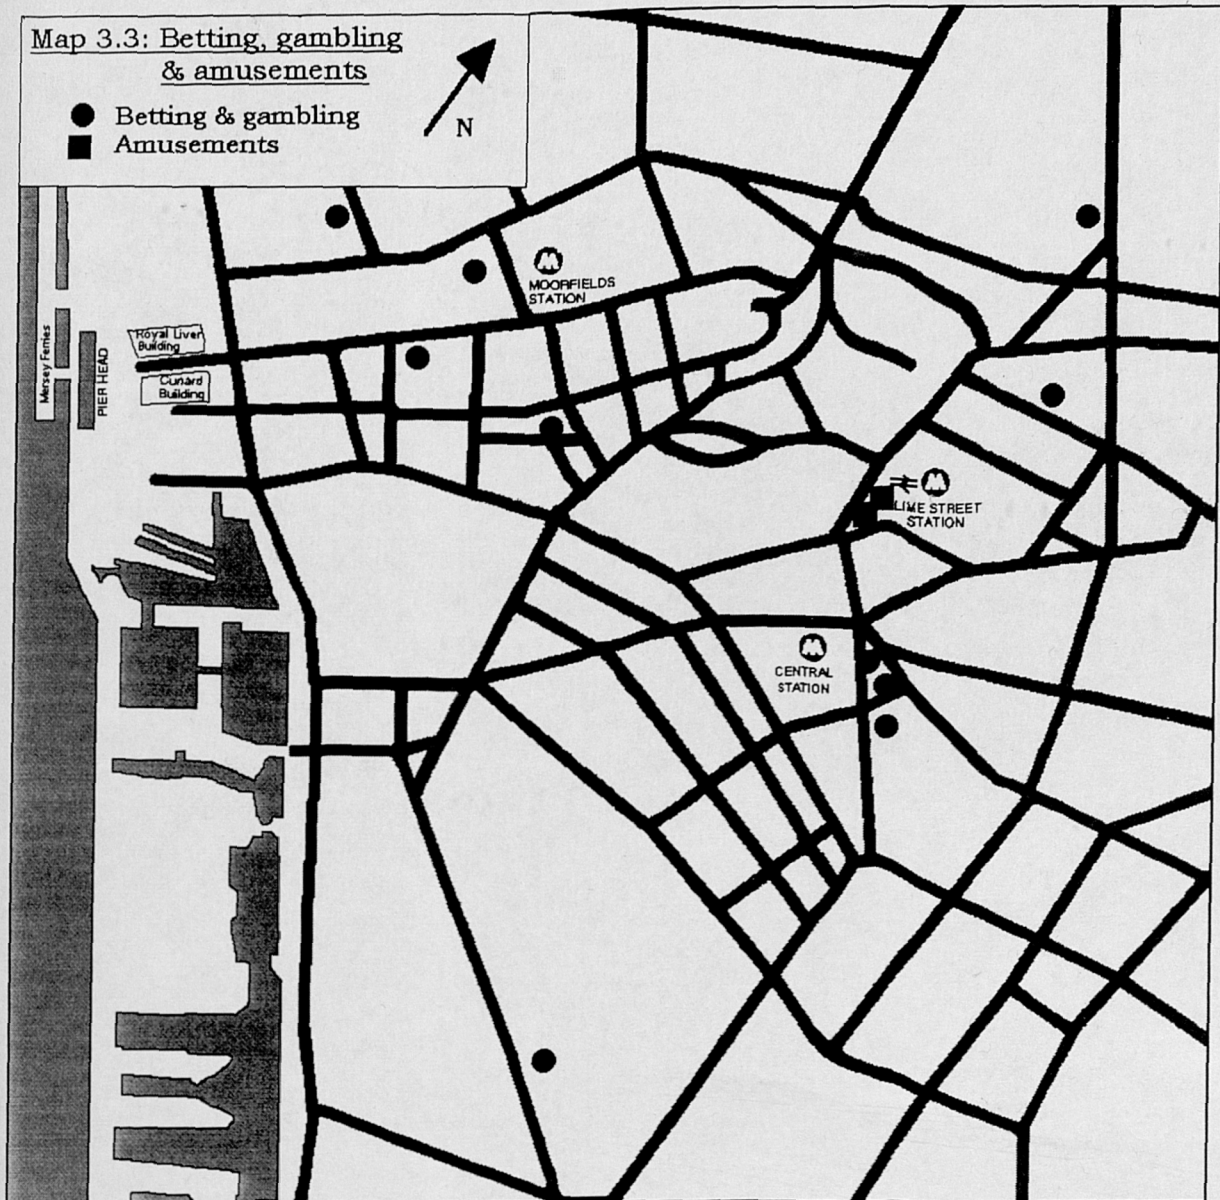 Map 3.3: Betting, gambling
& amusements
Betting & gambling
Amusements
N
MOORFIELDS
STATION
Royal Liver
Building
Cunard
Building
Mersey Ferries
PIER HEAD
LIME STREET
STATION
CENTRAL
STATION